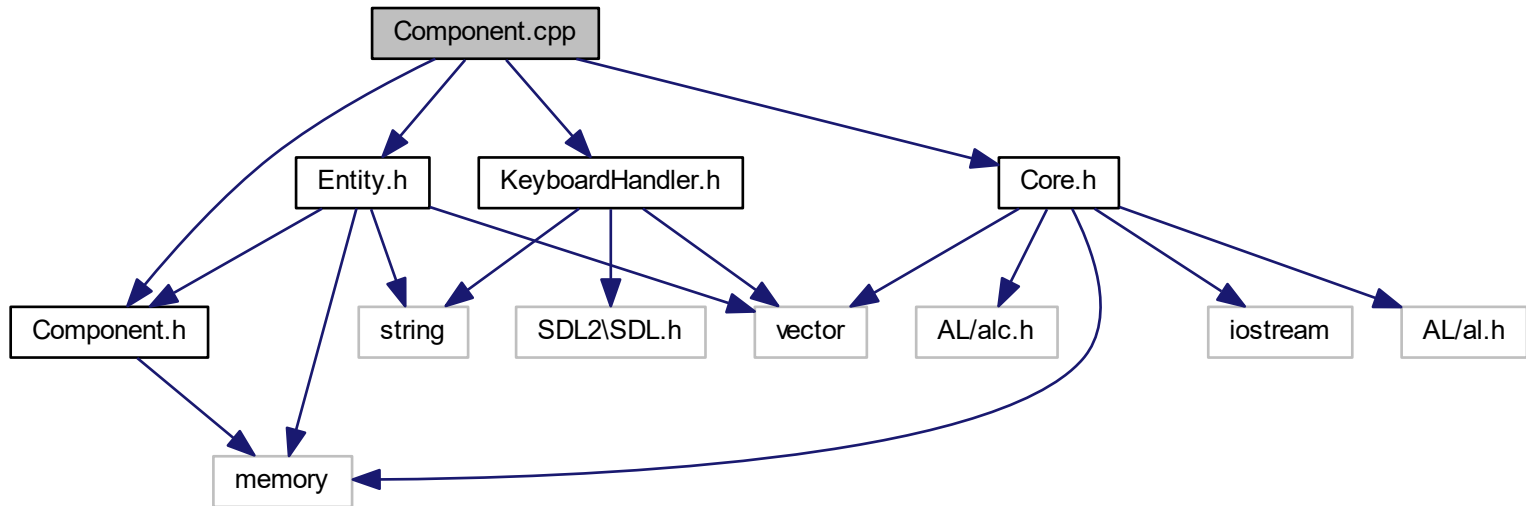 Component.cpp
Entity.h
KeyboardHandler.h
Core.h
Component.h
string
SDL2\SDL.h
vector
AL/alc.h
iostream
AL/al.h
memory